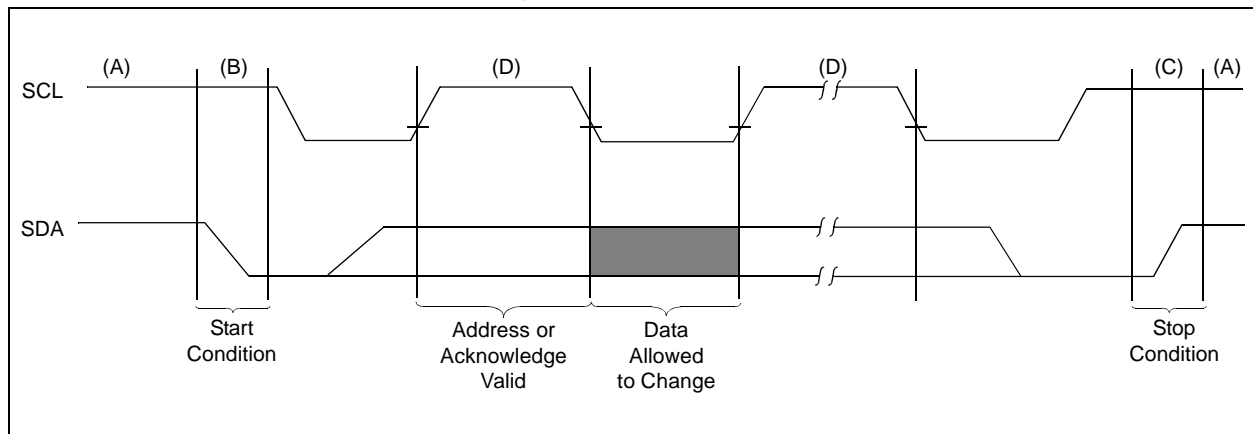 (A) (B) (D) (D) (C) (A)
SCL
SDA
Start
Condition
Address or
Acknowledge
Valid
Data
Allowed
to Change
Stop
Condition